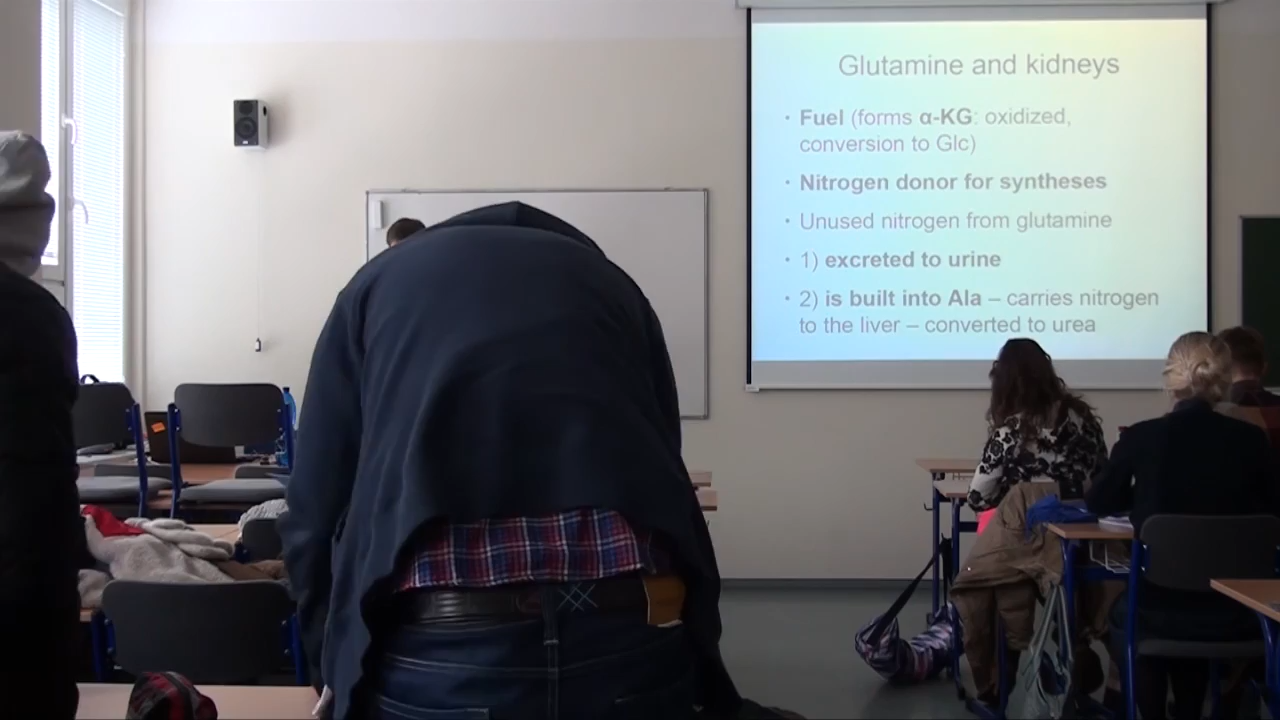 Glutamine and kidneys
· Fuel (forms α-KG: oxidized,
conversion to Glc)
· Nitrogen donor for syntheses
· Unused nitrogen from glutamine
· 1) excreted to urine
· 2) is built into Ala – carries nitrogen
to the liver – converted to urea